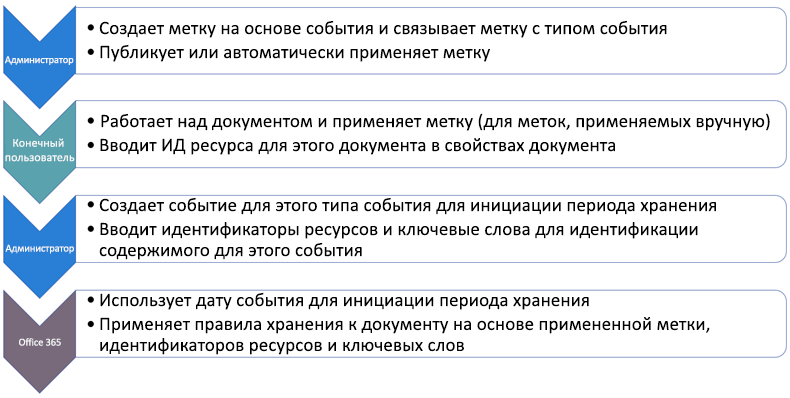 • Создает метку на основе события и связывает метку с типом события
• Публикует или автоматически применяет метку
Администратор
• Работает над документом и применяет метку (для меток, применяемых вручную)
• Вводит ИД ресурса для этого документа в свойствах документа
Конечный
пользователь
• Создает событие для этого типа события для инициации периода хранения
• Вводит идентификаторы ресурсов и ключевые слова для идентификации
содержимого для этого события
Администратор
• Использует дату события для инициации периода хранения
• Применяет правила хранения к документу на основе примененной метки,
идентификаторов ресурсов и ключевых слов
Office 365